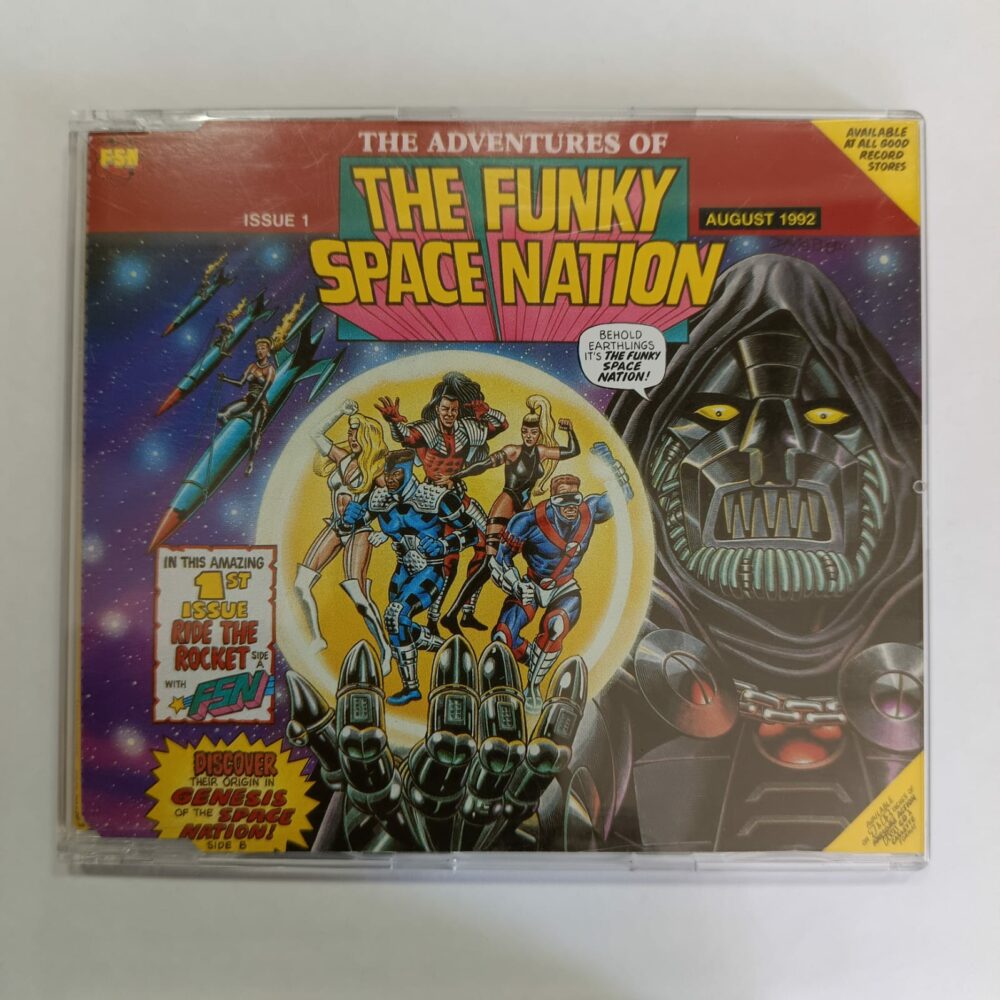 FSN
THE ADVENTURES OF
THE FUNKY
SPACE NATION
ISSUE 1
AUGUST 1992
AVAILABLE
AT ALL GOOD
RECORD
STORES
BEHOLD
EARTHLINGS
IT'S THE FUNKY
SPACE
NATION!
IN THIS AMAZING
1ST
ISSUE
RIDE THE
ROCKET SIDE A
WITH FSN
DISCOVER
THEIR ORIGIN IN
GENESIS
OF THE SPACE
NATION!
SIDE B
AVAILABLE